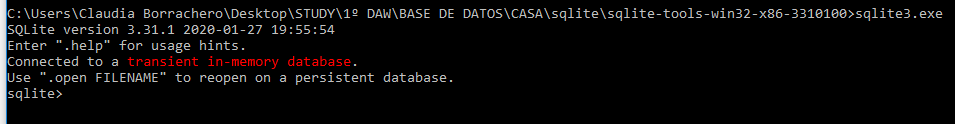 C:\Users\Claudia Borrachero\Desktop\STUDY\1º DAW\BASE DE DATOS\CASA\sqlite\sqlite-tools-win32-x86-3310100>sqlite3.exe
SQLite version 3.31.1 2020-01-27 19:55:54
Enter ".help" for usage hints.
Connected to a transient in-memory database.
Use ".open FILENAME" to reopen on a persistent database.
sqlite>